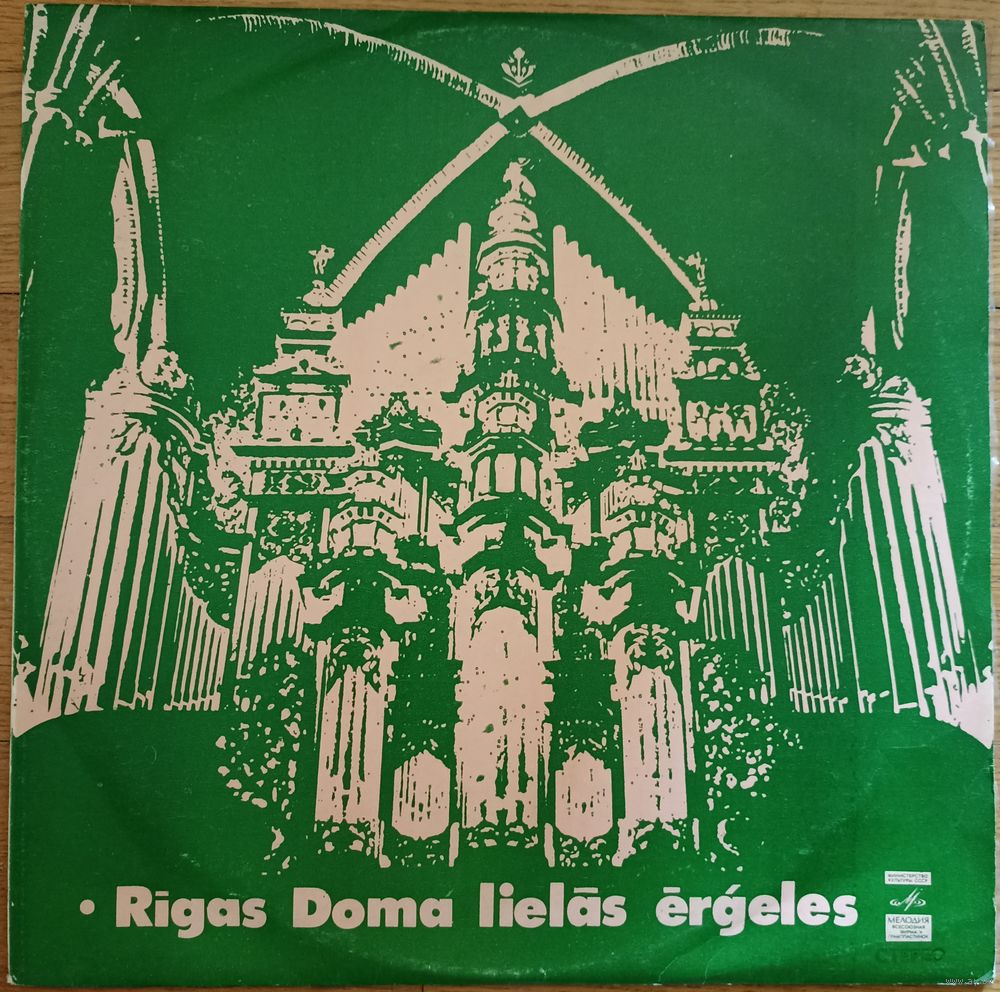 • Rīgas Doma lielās ērģeles
МИНИСТЕРСТВО
КУЛЬТУРЫ СССР
МЕЛОДИЯ
ВСЕСОЮЗНАЯ
ФИРМА
ГРАМПЛАСТИНОК
СТЕРЕО